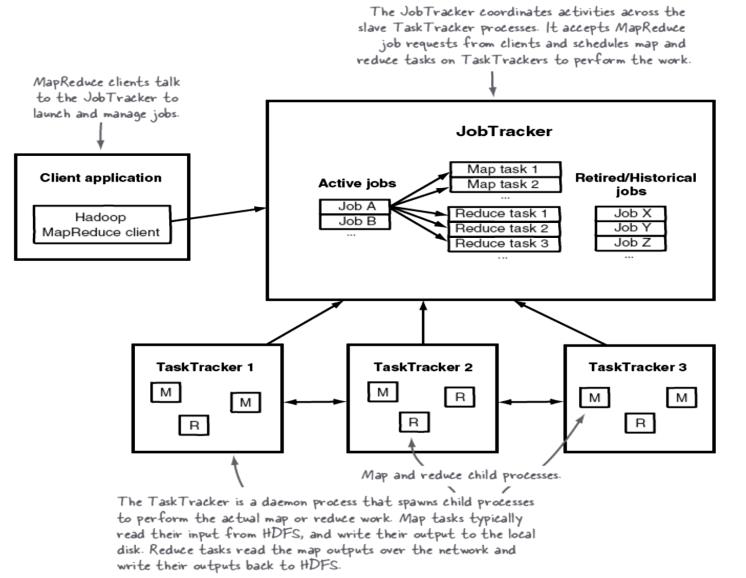 The JobTracker coordinates activities across the
slave TaskTracker processes. It accepts MapReduce
job requests from clients and schedules map and
reduce tasks on TaskTrackers to perform the work.
MapReduce clients talk
to the JobTracker to
launch and manage jobs.
JobTracker
Client application
Hadoop
MapReduce client
Active jobs
Job A
Job B
...
Map task 1
Map task 2
...
Reduce task 1
Reduce task 2
Reduce task 3
...
Retired/Historical
jobs
Job X
Job Y
Job Z
...
TaskTracker 1
M
M
R
TaskTracker 2
M
R
R
TaskTracker 3
M
M
R
Map and reduce child processes.
The TaskTracker is a daemon process that spawns child processes
to perform the actual map or reduce work. Map tasks typically
read their input from HDFS, and write their output to the local
disk. Reduce tasks read the map outputs over the network and
write their outputs back to HDFS.